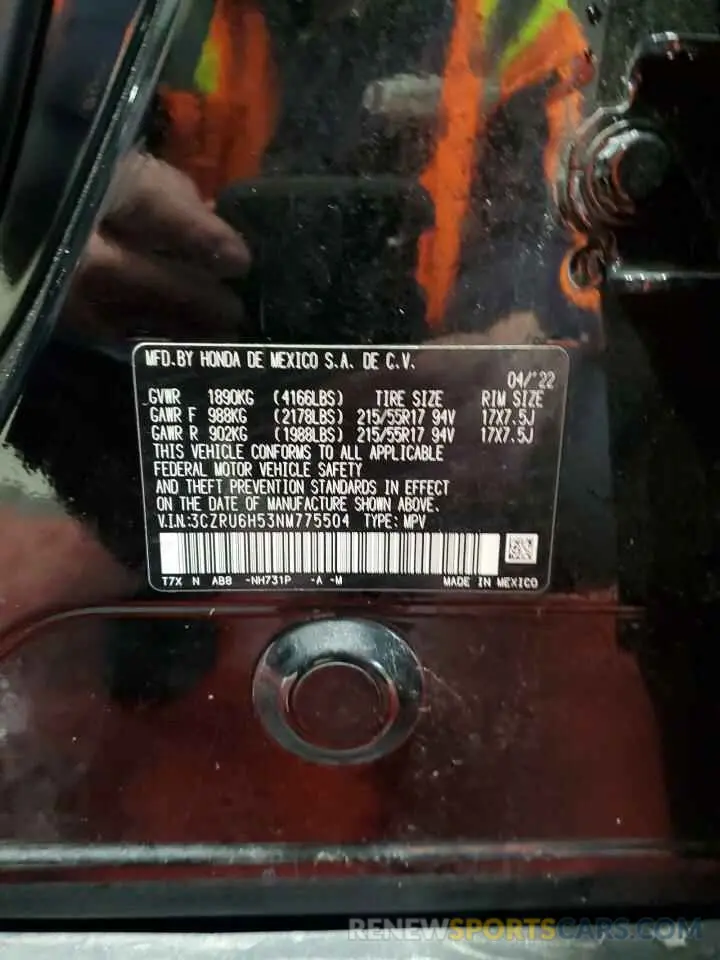 MFD.BY HONDA DE MEXICO S.A. DE C.V.
04/'22
GVWR 1890KG (4166LBS) TIRE SIZE RIM SIZE
GAWR F 988KG (2178LBS) 215/55R17 94V 17X7.5J
GAWR R 902KG (1988LBS) 215/55R17 94V 17X7.5J
THIS VEHICLE CONFORMS TO ALL APPLICABLE
FEDERAL MOTOR VEHICLE SAFETY
AND THEFT PREVENTION STANDARDS IN EFFECT
ON THE DATE OF MANUFACTURE SHOWN ABOVE.
V.I.N.:3CZRU6H53NM775504 TYPE: MPV
T7X N AB8 -NH731P -A -M MADE IN MEXICO
RENEWSPORTSCARS.COM